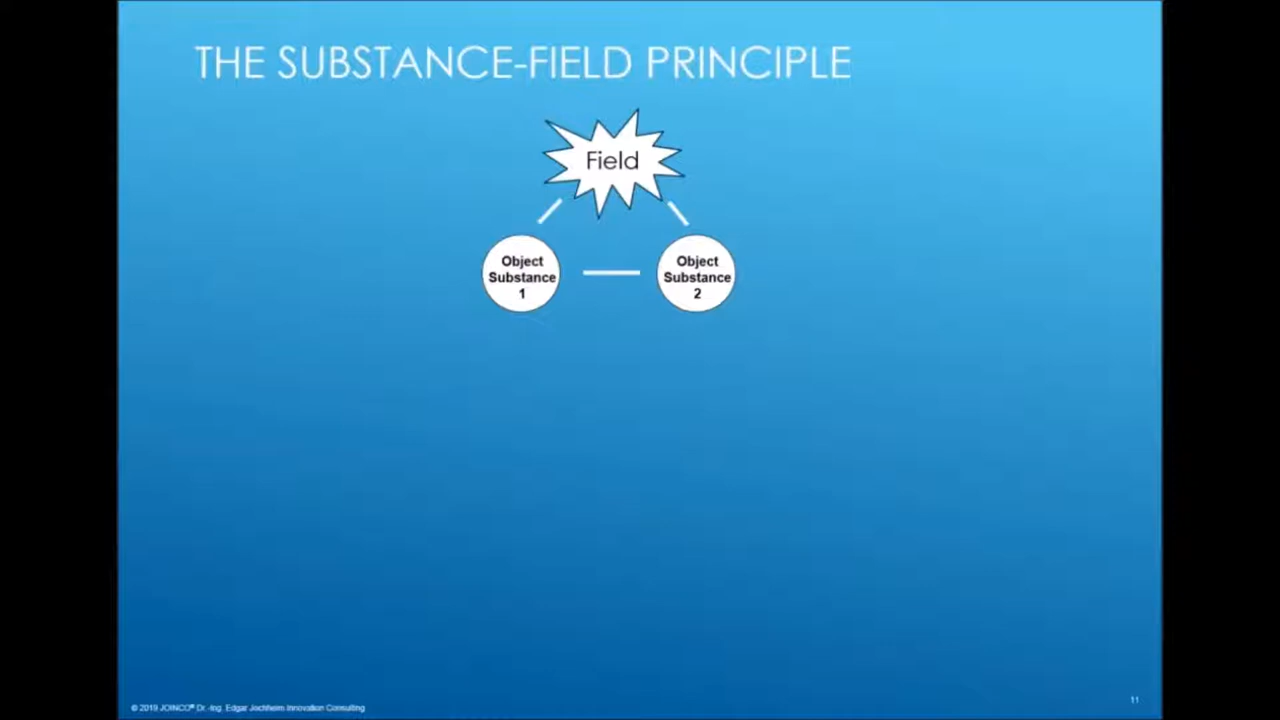 THE SUBSTANCE-FIELD PRINCIPLE
Field
Object
Substance
1
Object
Substance
2
© 2019 JOINCO® Dr.-Ing. Edgar Jochheim Innovation Consulting
11